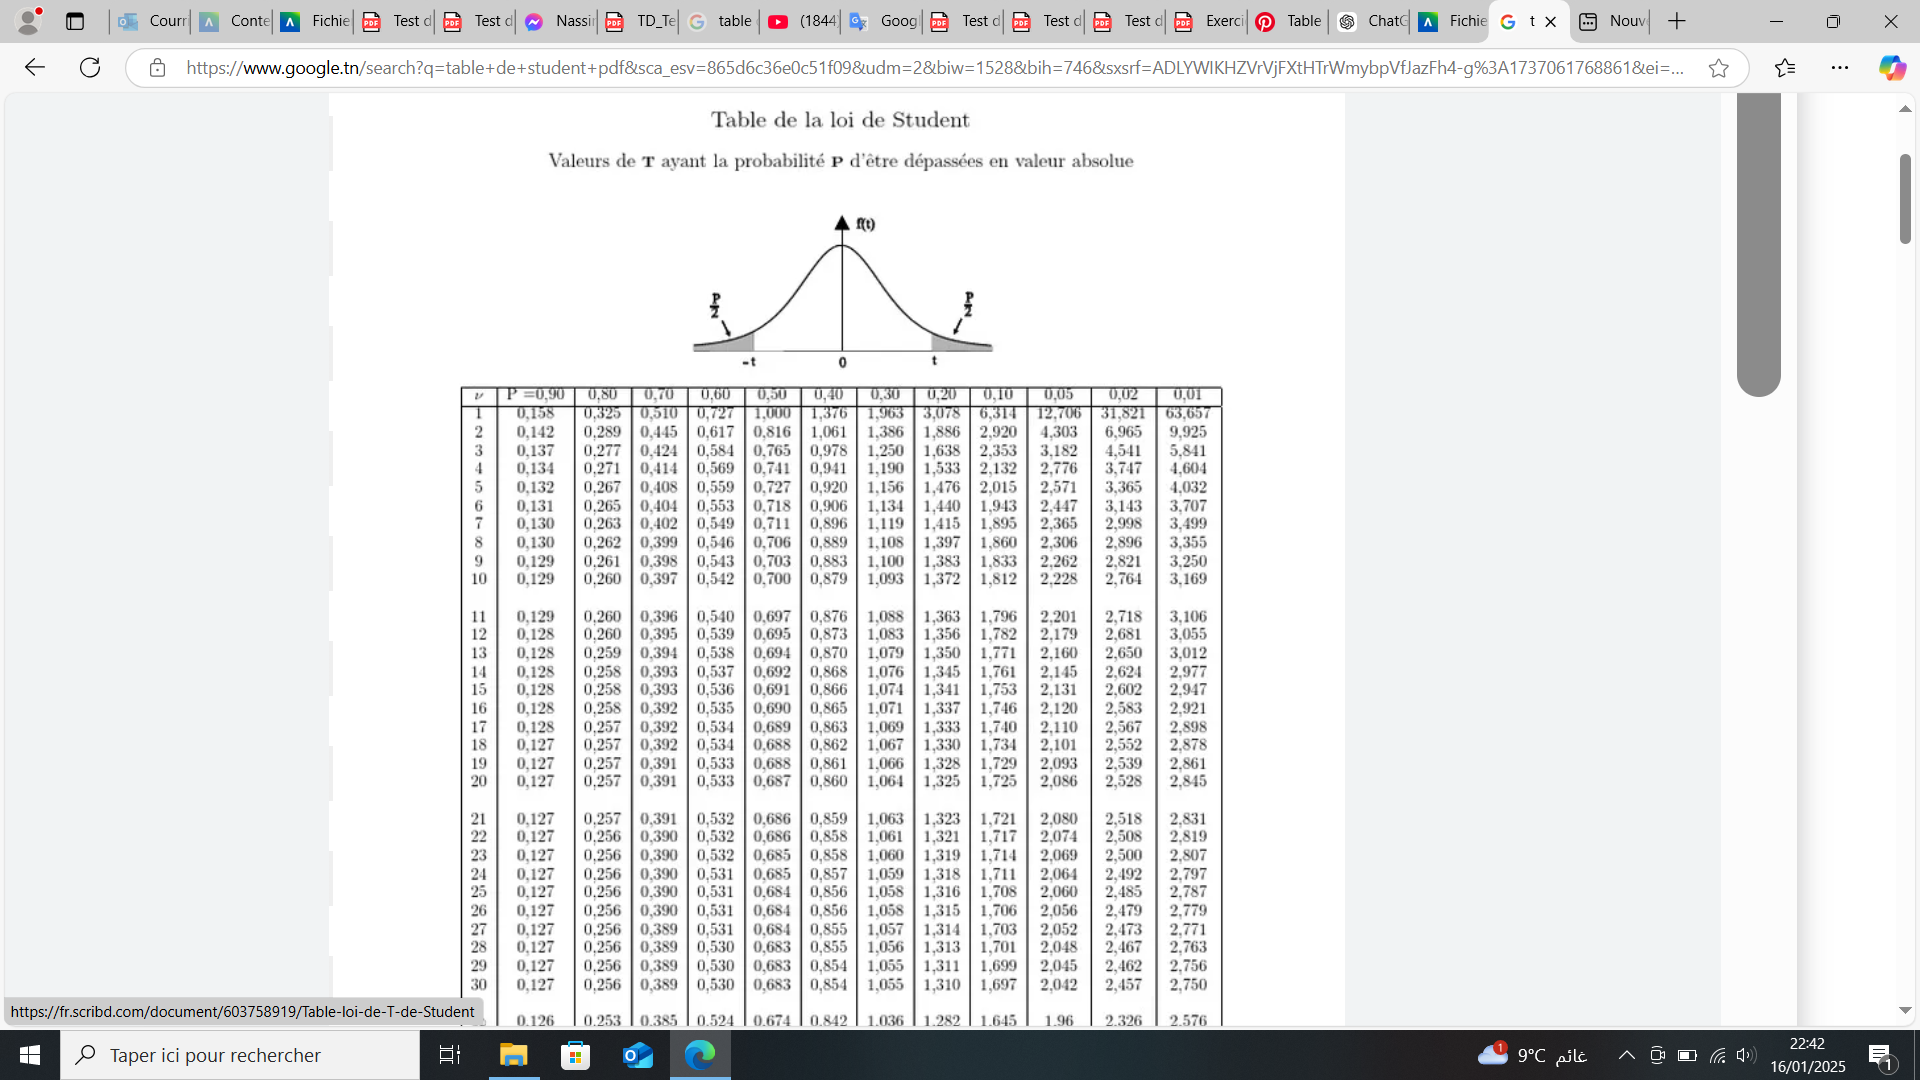 Courr
Conte
Fichie
Test d
Test d
Nassir
TD_Te
table
(1844
Goog
Test d
Test d
Test d
Exerci
Table
ChatG
Fichie
t
Nouv
https://www.google.tn/search?q=table+de+student+pdf&sca_esv=865d6c36e0c51f09&udm=2&biw=1528&bih=746&sxsrf=ADLYWIKHZVrVjFXtHTrWmybpVfJazFh4-g%3A1737061768861&ei=...
Table de la loi de Student
Valeurs de T ayant la probabilité P d'être dépassées en valeur absolue
f(t)
P/2 P/2
-t 0 t
ν P =0,90 0,80 0,70 0,60 0,50 0,40 0,30 0,20 0,10 0,05 0,02 0,01
1 0,158 0,325 0,510 0,727 1,000 1,376 1,963 3,078 6,314 12,706 31,821 63,657
2 0,142 0,289 0,445 0,617 0,816 1,061 1,386 1,886 2,920 4,303 6,965 9,925
3 0,137 0,277 0,424 0,584 0,765 0,978 1,250 1,638 2,353 3,182 4,541 5,841
4 0,134 0,271 0,414 0,569 0,741 0,941 1,190 1,533 2,132 2,776 3,747 4,604
5 0,132 0,267 0,408 0,559 0,727 0,920 1,156 1,476 2,015 2,571 3,365 4,032
6 0,131 0,265 0,404 0,553 0,718 0,906 1,134 1,440 1,943 2,447 3,143 3,707
7 0,130 0,263 0,402 0,549 0,711 0,896 1,119 1,415 1,895 2,365 2,998 3,499
8 0,130 0,262 0,399 0,546 0,706 0,889 1,108 1,397 1,860 2,306 2,896 3,355
9 0,129 0,261 0,398 0,543 0,703 0,883 1,100 1,383 1,833 2,262 2,821 3,250
10 0,129 0,260 0,397 0,542 0,700 0,879 1,093 1,372 1,812 2,228 2,764 3,169
11 0,129 0,260 0,396 0,540 0,697 0,876 1,088 1,363 1,796 2,201 2,718 3,106
12 0,128 0,260 0,395 0,539 0,695 0,873 1,083 1,356 1,782 2,179 2,681 3,055
13 0,128 0,259 0,394 0,538 0,694 0,870 1,079 1,350 1,771 2,160 2,650 3,012
14 0,128 0,258 0,393 0,537 0,692 0,868 1,076 1,345 1,761 2,145 2,624 2,977
15 0,128 0,258 0,393 0,536 0,691 0,866 1,074 1,341 1,753 2,131 2,602 2,947
16 0,128 0,258 0,392 0,535 0,690 0,865 1,071 1,337 1,746 2,120 2,583 2,921
17 0,128 0,257 0,392 0,534 0,689 0,863 1,069 1,333 1,740 2,110 2,567 2,898
18 0,127 0,257 0,392 0,534 0,688 0,862 1,067 1,330 1,734 2,101 2,552 2,878
19 0,127 0,257 0,391 0,533 0,688 0,861 1,066 1,328 1,729 2,093 2,539 2,861
20 0,127 0,257 0,391 0,533 0,687 0,860 1,064 1,325 1,725 2,086 2,528 2,845
21 0,127 0,257 0,391 0,532 0,686 0,859 1,063 1,323 1,721 2,080 2,518 2,831
22 0,127 0,256 0,390 0,532 0,686 0,858 1,061 1,321 1,717 2,074 2,508 2,819
23 0,127 0,256 0,390 0,532 0,685 0,858 1,060 1,319 1,714 2,069 2,500 2,807
24 0,127 0,256 0,390 0,531 0,685 0,857 1,059 1,318 1,711 2,064 2,492 2,797
25 0,127 0,256 0,390 0,531 0,684 0,856 1,058 1,316 1,708 2,060 2,485 2,787
26 0,127 0,256 0,390 0,531 0,684 0,856 1,058 1,315 1,706 2,056 2,479 2,779
27 0,127 0,256 0,389 0,531 0,684 0,855 1,057 1,314 1,703 2,052 2,473 2,771
28 0,127 0,256 0,389 0,530 0,683 0,855 1,056 1,313 1,701 2,048 2,467 2,763
29 0,127 0,256 0,389 0,530 0,683 0,854 1,055 1,311 1,699 2,045 2,462 2,756
30 0,127 0,256 0,389 0,530 0,683 0,854 1,055 1,310 1,697 2,042 2,457 2,750
0,126 0,253 0,385 0,524 0,674 0,842 1,036 1,282 1,645 1,96 2,326 2,576
https://fr.scribd.com/document/603758919/Table-loi-de-T-de-Student
Taper ici pour rechercher
1
9°C غائم
22:42
16/01/2025
1